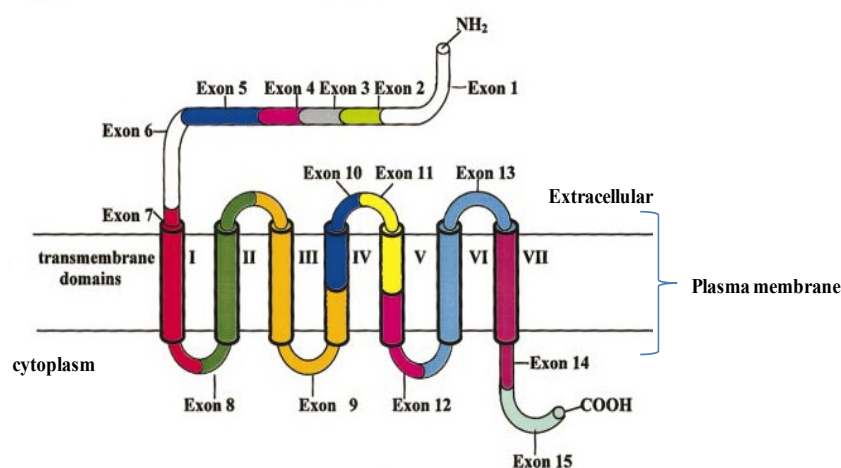 NH2
Exon 5 Exon 4 Exon 3 Exon 2 Exon 1
Exon 6
Exon 10 Exon 11 Exon 13
Extracellular
Exon 7
transmembrane
domains
I II III IV V VI VII
Plasma membrane
cytoplasm
Exon 14
Exon 8 Exon 9 Exon 12 COOH
Exon 15